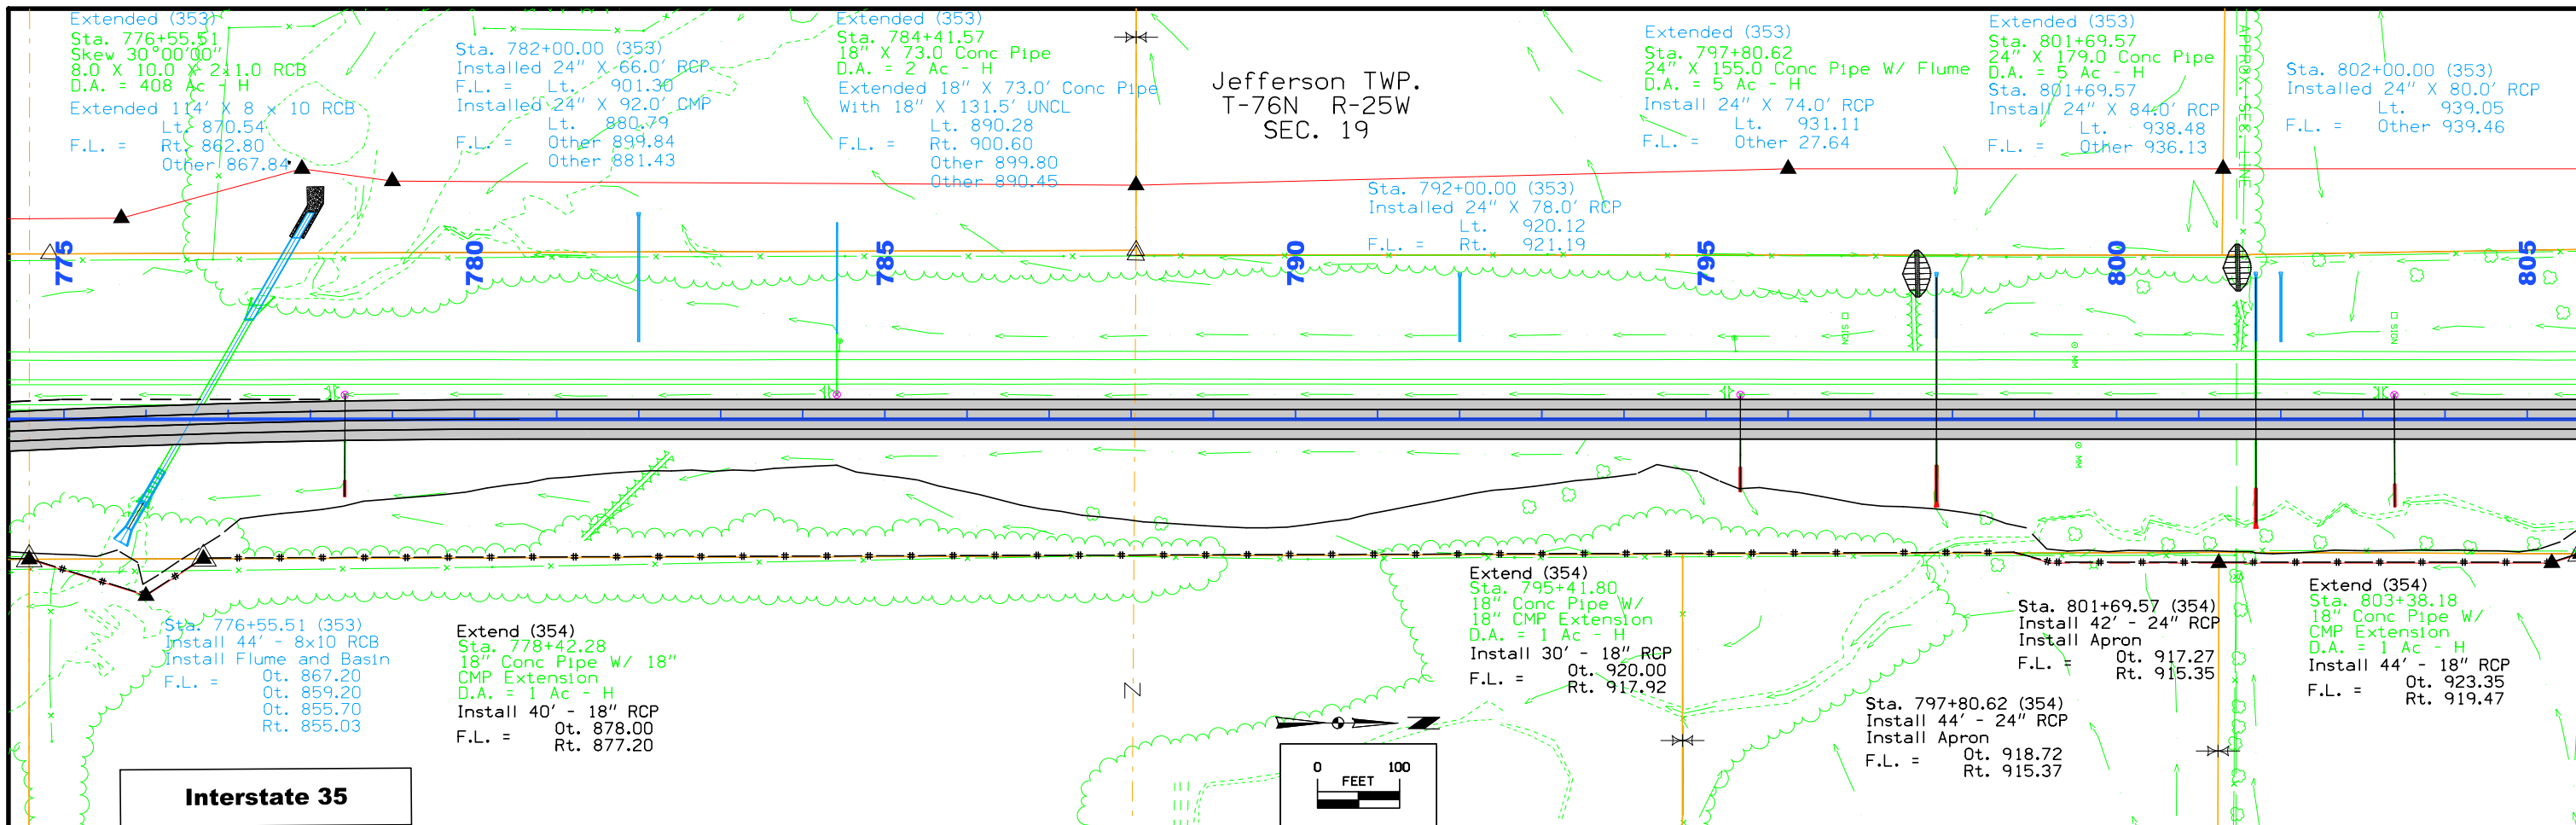 Extended (353)
Sta. 776+55.51
Skew 30°00'00"
8.0 X 10.0 X 211.0 RCB
D.A. = 408 Ac - H
Extended 114' X 8 x 10 RCB
Lt. 870.54
F.L. = Rt. 862.80
Other 867.84
Sta. 782+00.00 (353)
Installed 24" X 66.0' RCP
F.L. = Lt. 901.30
Installed 24" X 92.0' CMP
Lt. 880.79
F.L. = Other 899.84
Other 881.43
Extended (353)
Sta. 784+41.57
18" X 73.0 Conc Pipe
D.A. = 2 Ac - H
Extended 18" X 73.0' Conc Pipe
With 18" X 131.5' UNCL
Lt. 890.28
F.L. = Rt. 900.60
Other 899.80
Other 890.45
Jefferson TWP.
T-76N R-25W
SEC. 19
Sta. 792+00.00 (353)
Installed 24" X 78.0' RCP
Lt. 920.12
F.L. = Rt. 921.19
Extended (353)
Sta. 797+80.62
24" X 155.0 Conc Pipe W/ Flume
D.A. = 5 Ac - H
Install 24" X 74.0' RCP
Lt. 931.11
F.L. = Other 27.64
Extended (353)
Sta. 801+69.57
24" X 179.0 Conc Pipe
D.A. = 5 Ac - H
Sta. 801+69.57
Install 24" X 84.0' RCP
Lt. 938.48
F.L. = Other 936.13
APPROX. SEC. LINE
Sta. 802+00.00 (353)
Installed 24" X 80.0' RCP
Lt. 939.05
F.L. = Other 939.46
775
780
785
790
795
800
805
SIGN
MM
SIGN
MM
Sta. 776+55.51 (353)
Install 44' - 8x10 RCB
Install Flume and Basin
F.L. = Ot. 867.20
Ot. 859.20
Ot. 855.70
Rt. 855.03
Extend (354)
Sta. 778+42.28
18" Conc Pipe W/ 18"
CMP Extension
D.A. = 1 Ac - H
Install 40' - 18" RCP
F.L. = Ot. 878.00
Rt. 877.20
Extend (354)
Sta. 795+41.80
18" Conc Pipe W/
18" CMP Extension
D.A. = 1 Ac - H
Install 30' - 18" RCP
F.L. = Ot. 920.00
Rt. 917.92
Sta. 797+80.62 (354)
Install 44' - 24" RCP
Install Apron
F.L. = Ot. 918.72
Rt. 915.37
Sta. 801+69.57 (354)
Install 42' - 24" RCP
Install Apron
F.L. = Ot. 917.27
Rt. 915.35
Extend (354)
Sta. 803+38.18
18" Conc Pipe W/
CMP Extension
D.A. = 1 Ac - H
Install 44' - 18" RCP
F.L. = Ot. 923.35
Rt. 919.47
Interstate 35
0 100
FEET